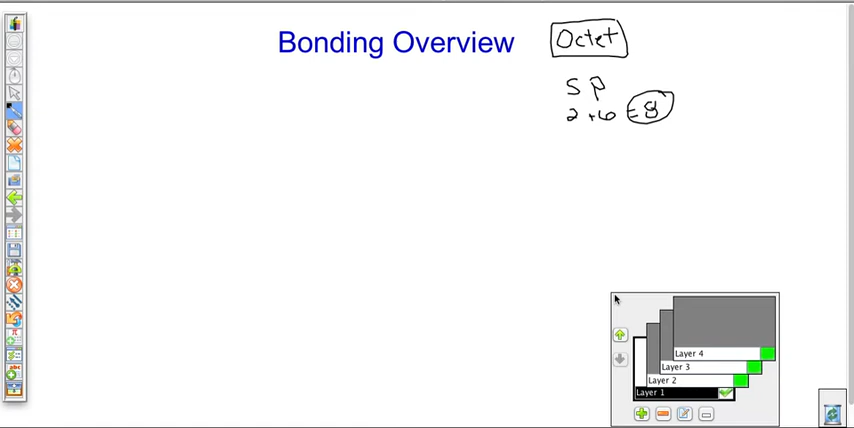 Bonding Overview Octet
S P
2 +6 = 8
Layer 4
Layer 3
Layer 2
Layer 1